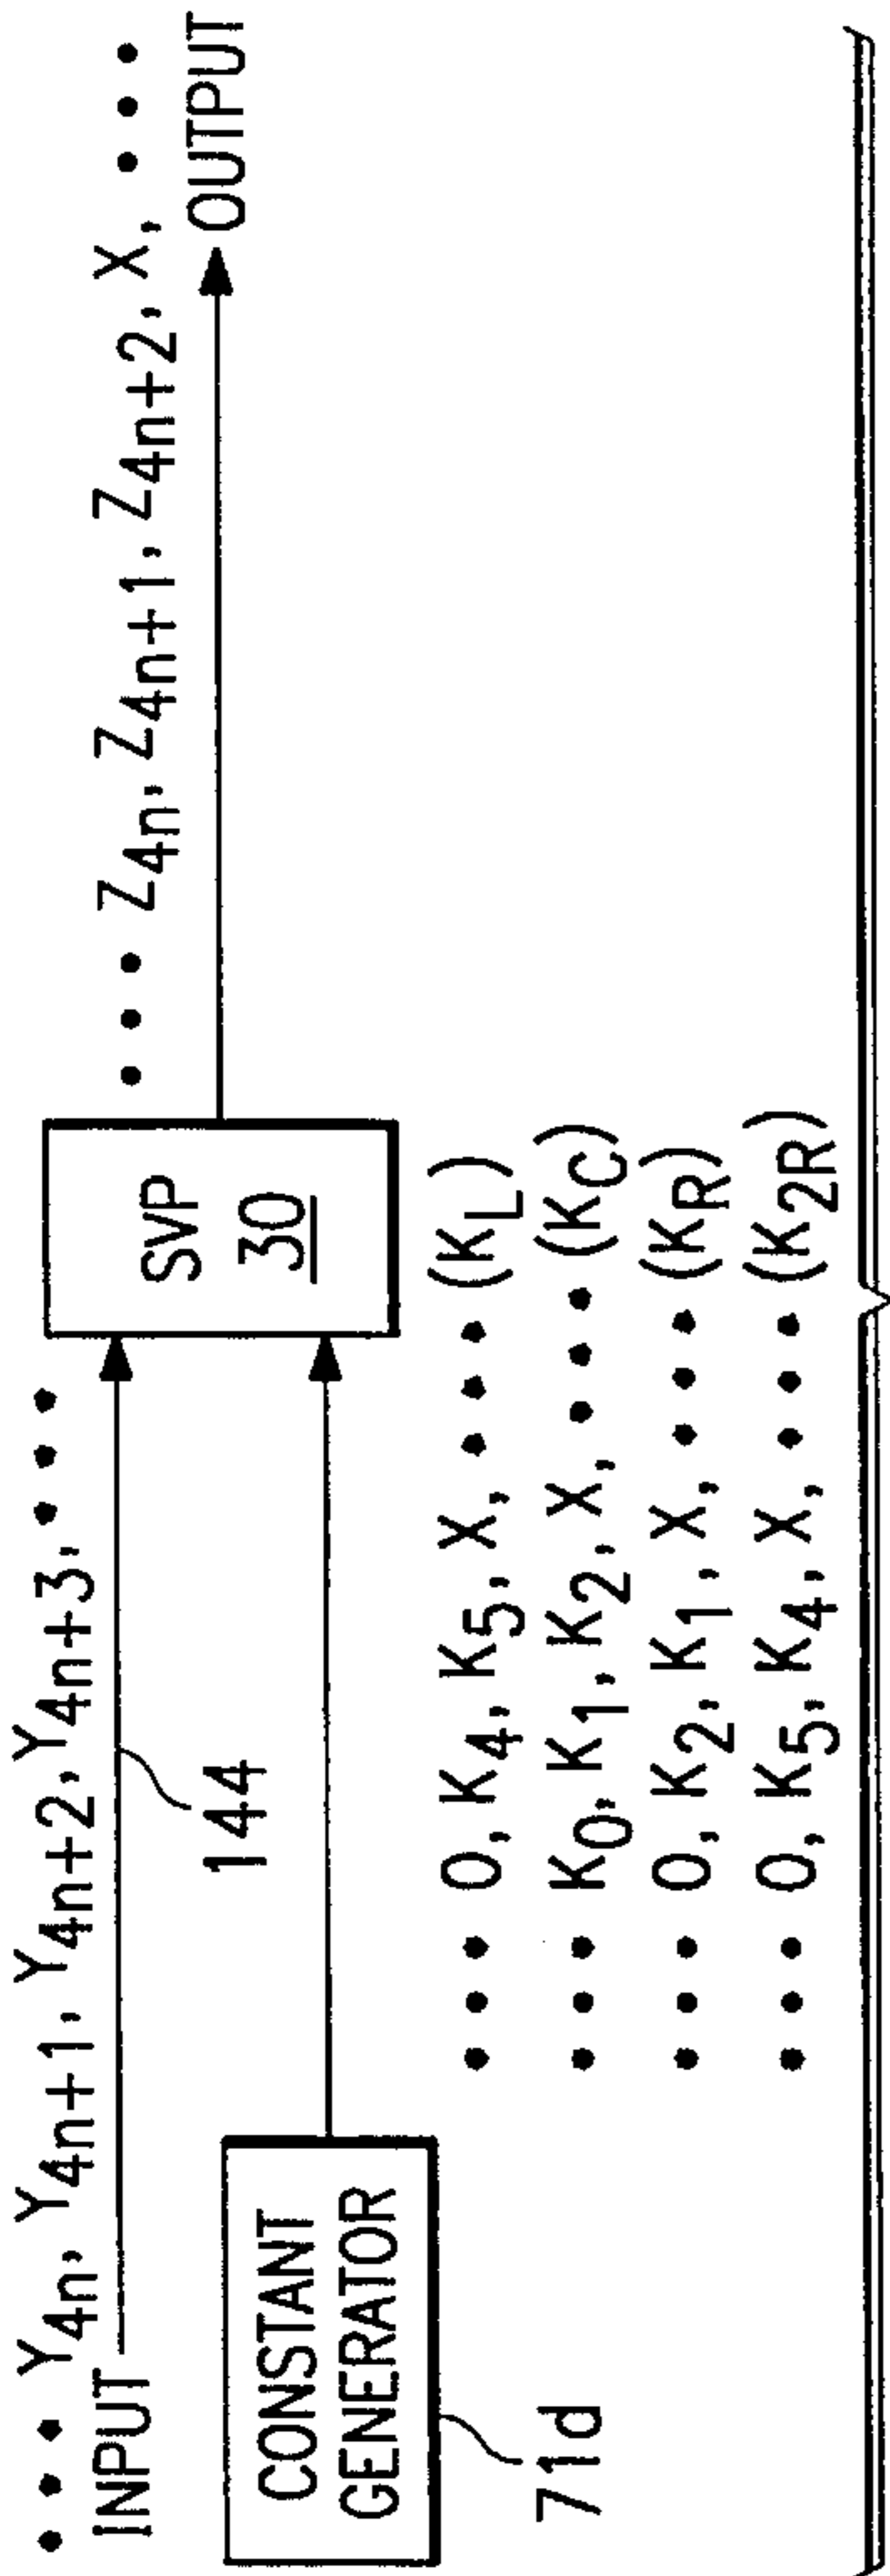 • • • Y4n, Y4n+1, Y4n+2, Y4n+3, • • •
INPUT
144
SVP
30
• • • Z4n, Z4n+1, Z4n+2, X, • • •
OUTPUT
CONSTANT
GENERATOR
71d
• • • 0, K4, K5, X, • • • (KL)
• • • K0, K1, K2, X, • • • (KC)
• • • 0, K2, K1, X, • • • (KR)
• • • 0, K5, K4, X, • • • (K2R)